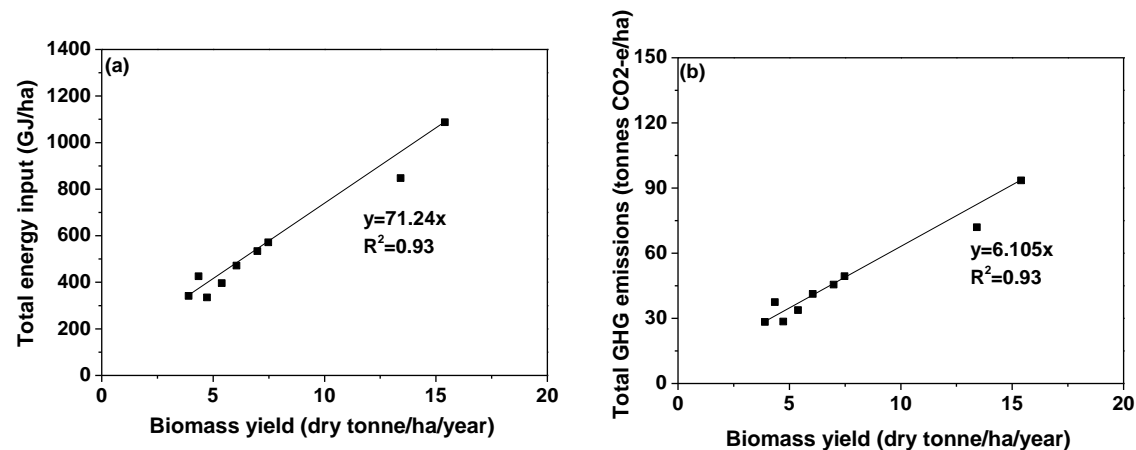 (a)
Total energy input (GJ/ha)
1400
1200
1000
800
600
400
200
0
y=71.24x
R²=0.93
0 5 10 15 20
Biomass yield (dry tonne/ha/year)
(b)
Total GHG emissions (tonnes CO2-e/ha)
150
120
90
60
30
0
y=6.105x
R²=0.93
0 5 10 15 20
Biomass yield (dry tonne/ha/year)